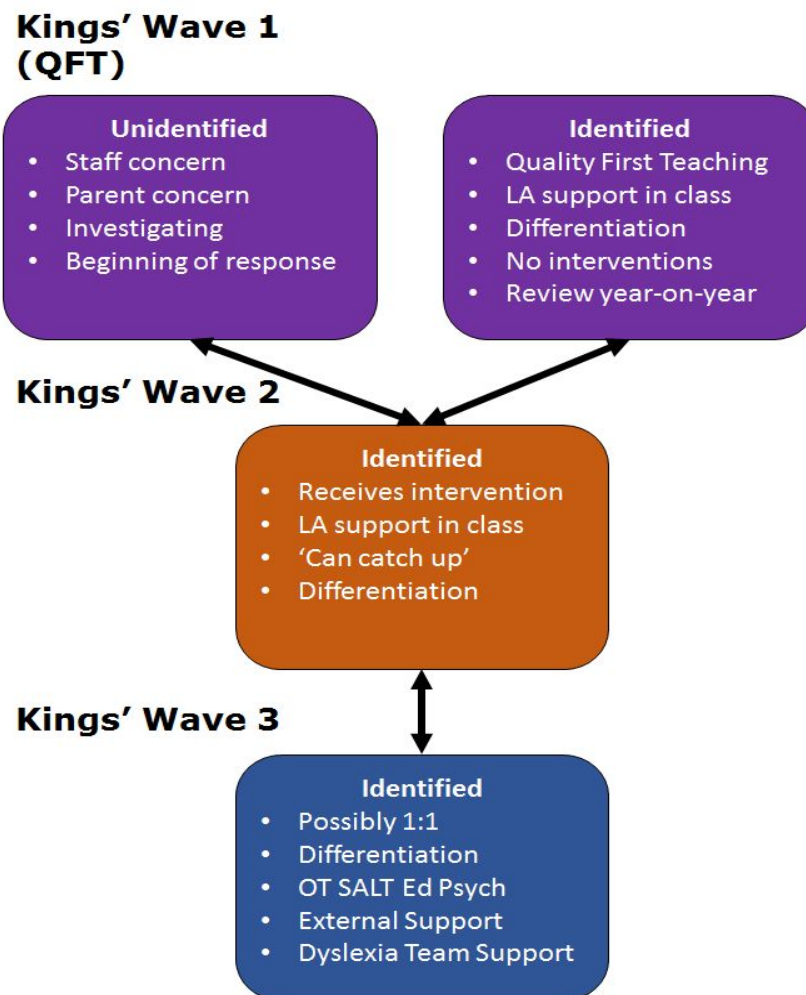 Kings’ Wave 1
(QFT)
Unidentified
• Staff concern
• Parent concern
• Investigating
• Beginning of response
Identified
• Quality First Teaching
• LA support in class
• Differentiation
• No interventions
• Review year-on-year
Kings’ Wave 2
Identified
• Receives intervention
• LA support in class
• ‘Can catch up’
• Differentiation
Kings’ Wave 3
Identified
• Possibly 1:1
• Differentiation
• OT SALT Ed Psych
• External Support
• Dyslexia Team Support